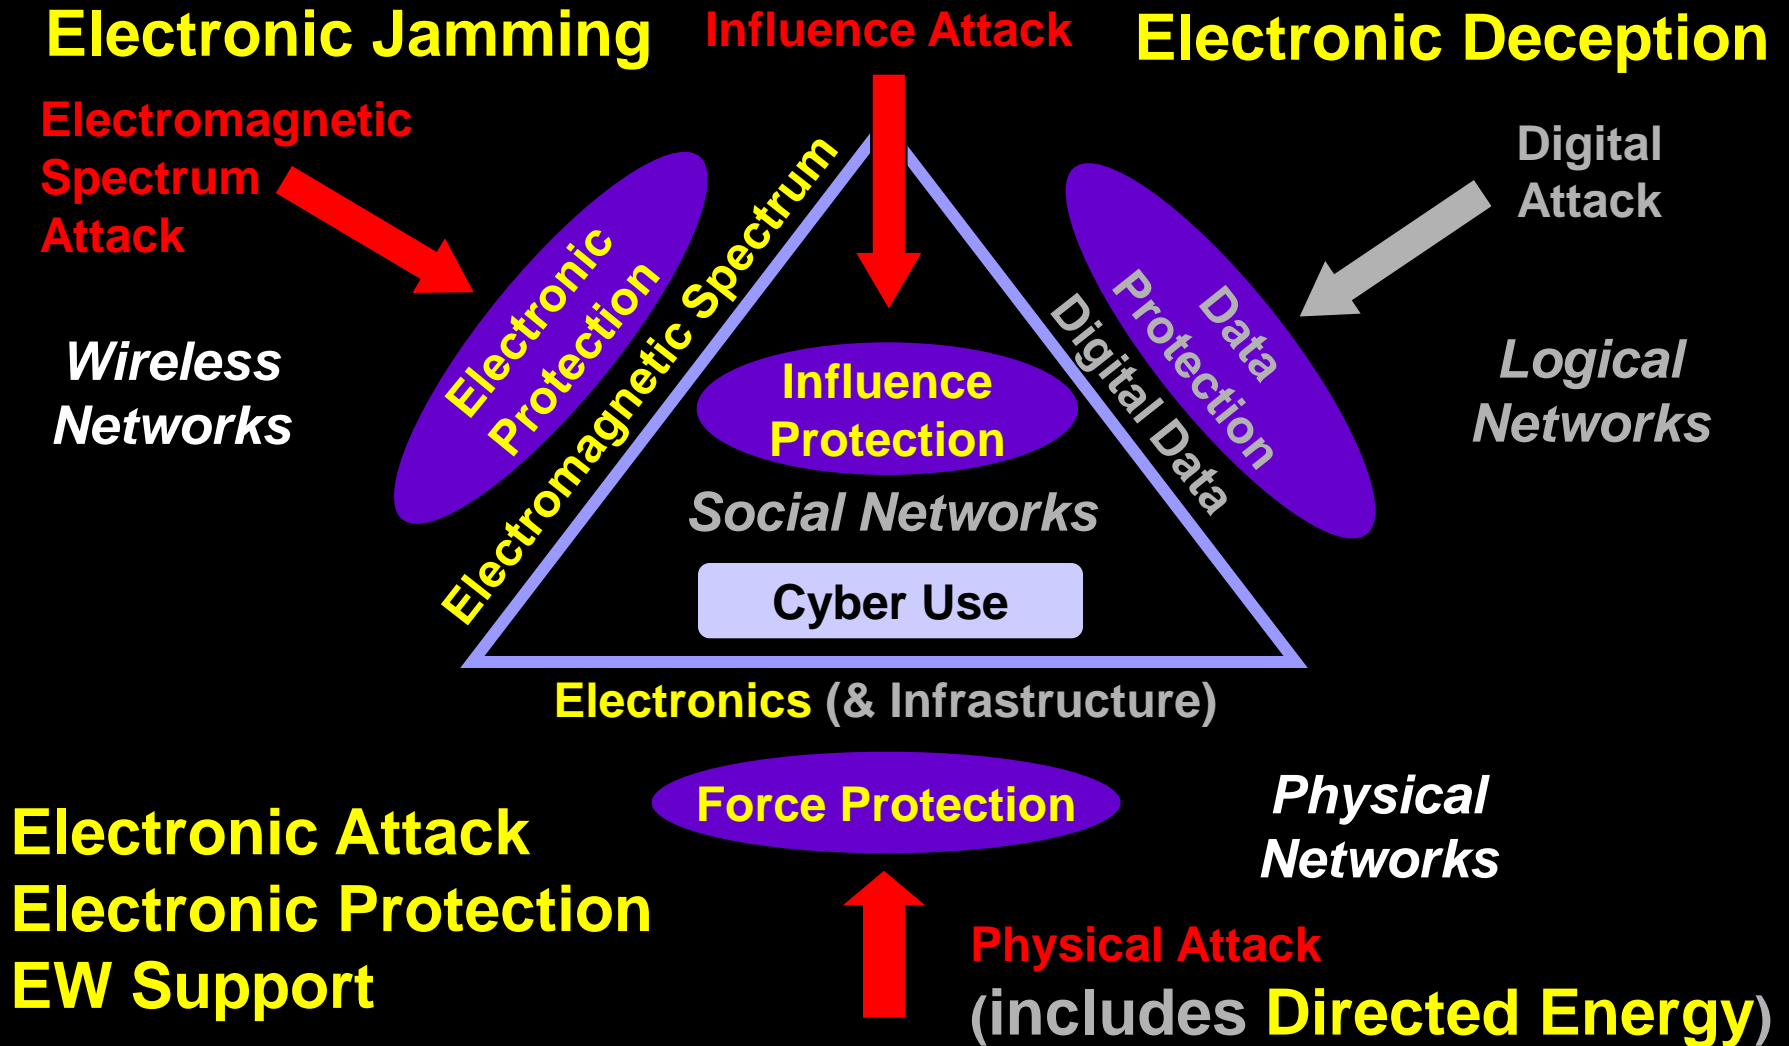 Electronic Jamming
Influence Attack
Electronic Deception
Electromagnetic
Spectrum
Attack
Digital
Attack
Electronic
Protection
Electromagnetic Spectrum
Data
Protection
Digital Data
Wireless
Networks
Influence
Protection
Logical
Networks
Social Networks
Cyber Use
Electronics (& Infrastructure)
Force Protection
Physical
Networks
Electronic Attack
Electronic Protection
EW Support
Physical Attack
(includes Directed Energy)